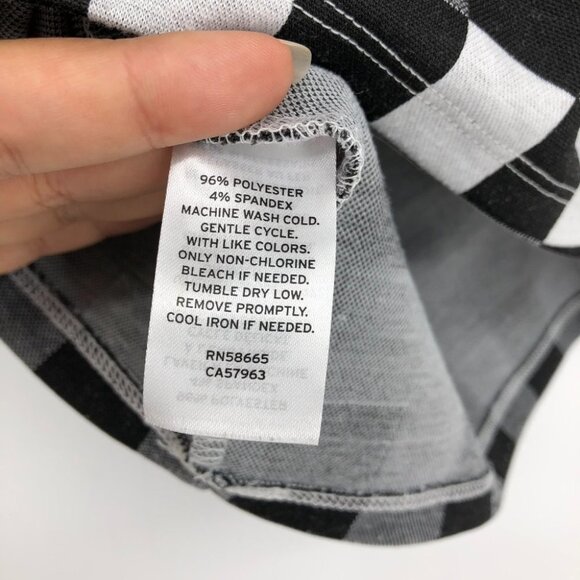 96% POLYESTER
4% SPANDEX
MACHINE WASH COLD.
GENTLE CYCLE.
WITH LIKE COLORS.
ONLY NON-CHLORINE
BLEACH IF NEEDED.
TUMBLE DRY LOW.
REMOVE PROMPTLY.
COOL IRON IF NEEDED.
RN58665
CA57963